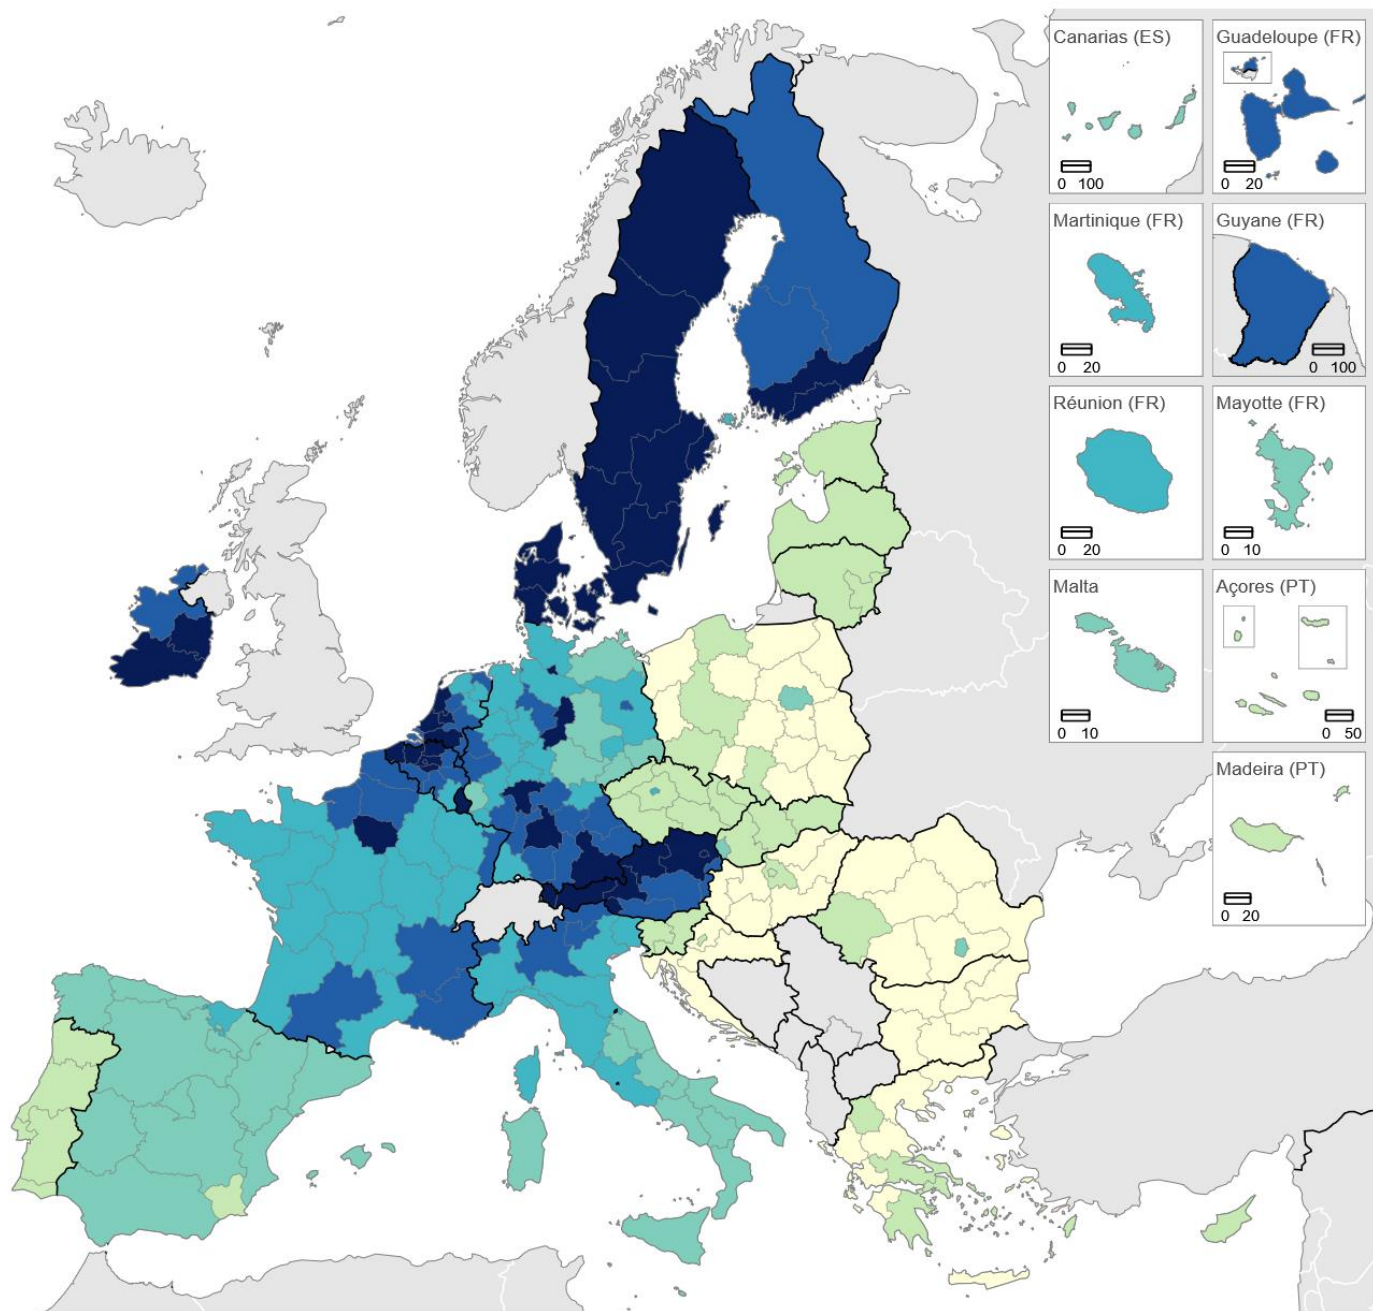 Canarias (ES)
0 100
Guadeloupe (FR)
0 20
Martinique (FR)
0 20
Guyane (FR)
0 100
Réunion (FR)
0 20
Mayotte (FR)
0 10
Malta
0 10
Açores (PT)
0 50
Madeira (PT)
0 20